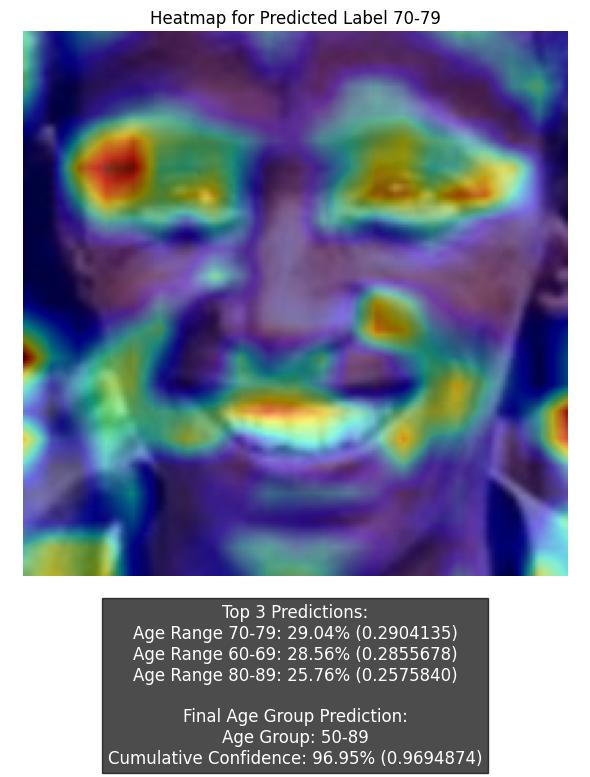 Heatmap for Predicted Label 70-79
Top 3 Predictions:
Age Range 70-79: 29.04% (0.2904135)
Age Range 60-69: 28.56% (0.2855678)
Age Range 80-89: 25.76% (0.2575840)
Final Age Group Prediction:
Age Group: 50-89
Cumulative Confidence: 96.95% (0.9694874)